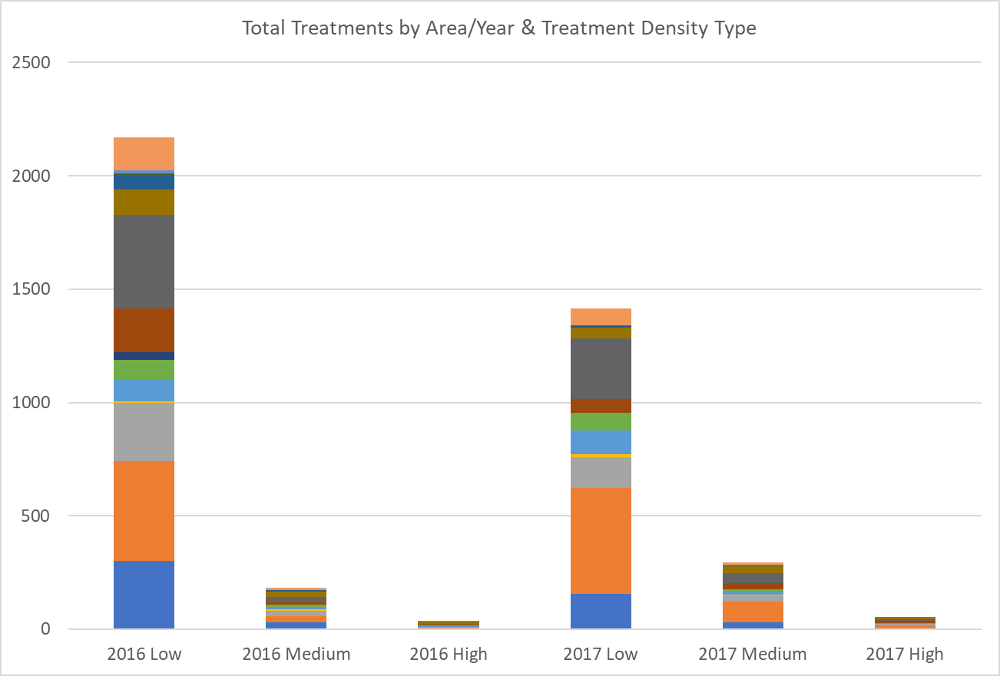 Total Treatments by Area/Year & Treatment Density Type
2500
2000
1500
1000
500
0
2016 Low
2016 Medium
2016 High
2017 Low
2017 Medium
2017 High